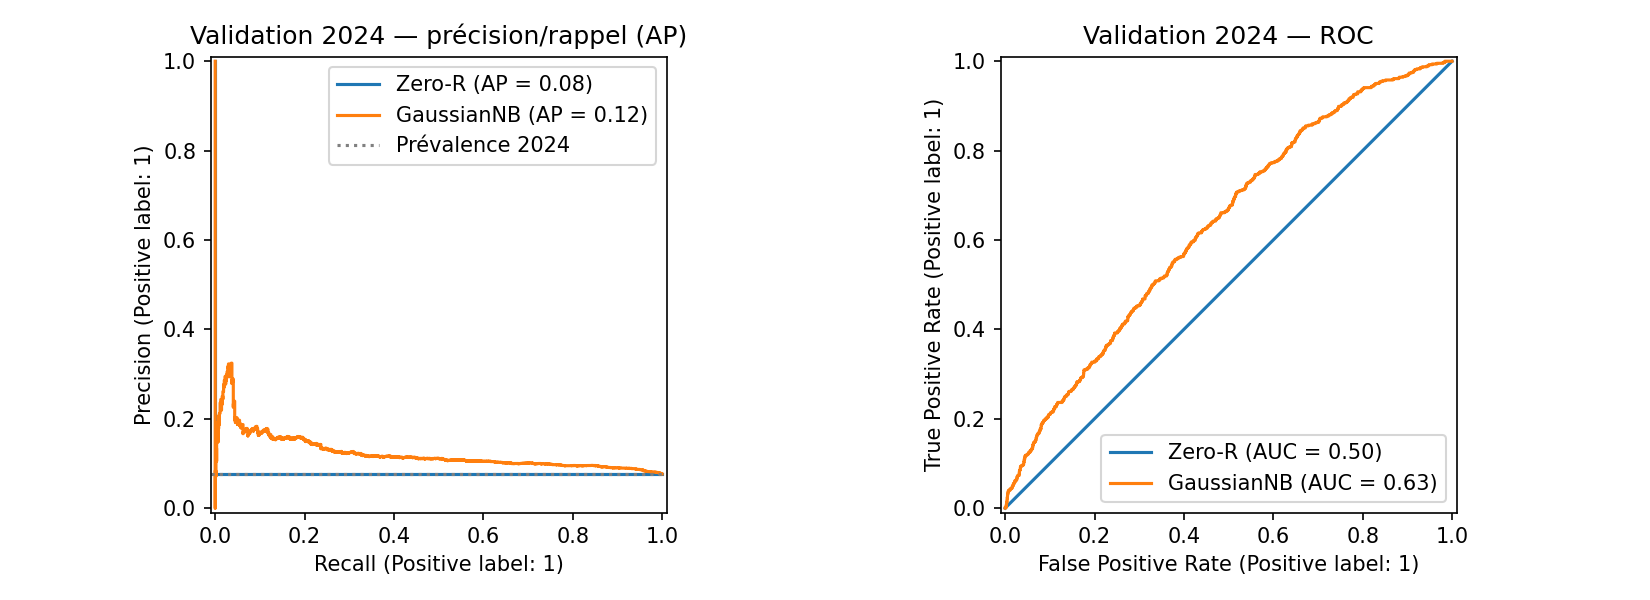 Validation 2024 — précision/rappel (AP)
Precision (Positive label: 1)
1.0
0.8
0.6
0.4
0.2
0.0
Zero-R (AP = 0.08)
GaussianNB (AP = 0.12)
Prévalence 2024
0.0 0.2 0.4 0.6 0.8 1.0
Recall (Positive label: 1)
Validation 2024 — ROC
True Positive Rate (Positive label: 1)
1.0
0.8
0.6
0.4
0.2
0.0
Zero-R (AUC = 0.50)
GaussianNB (AUC = 0.63)
0.0 0.2 0.4 0.6 0.8 1.0
False Positive Rate (Positive label: 1)